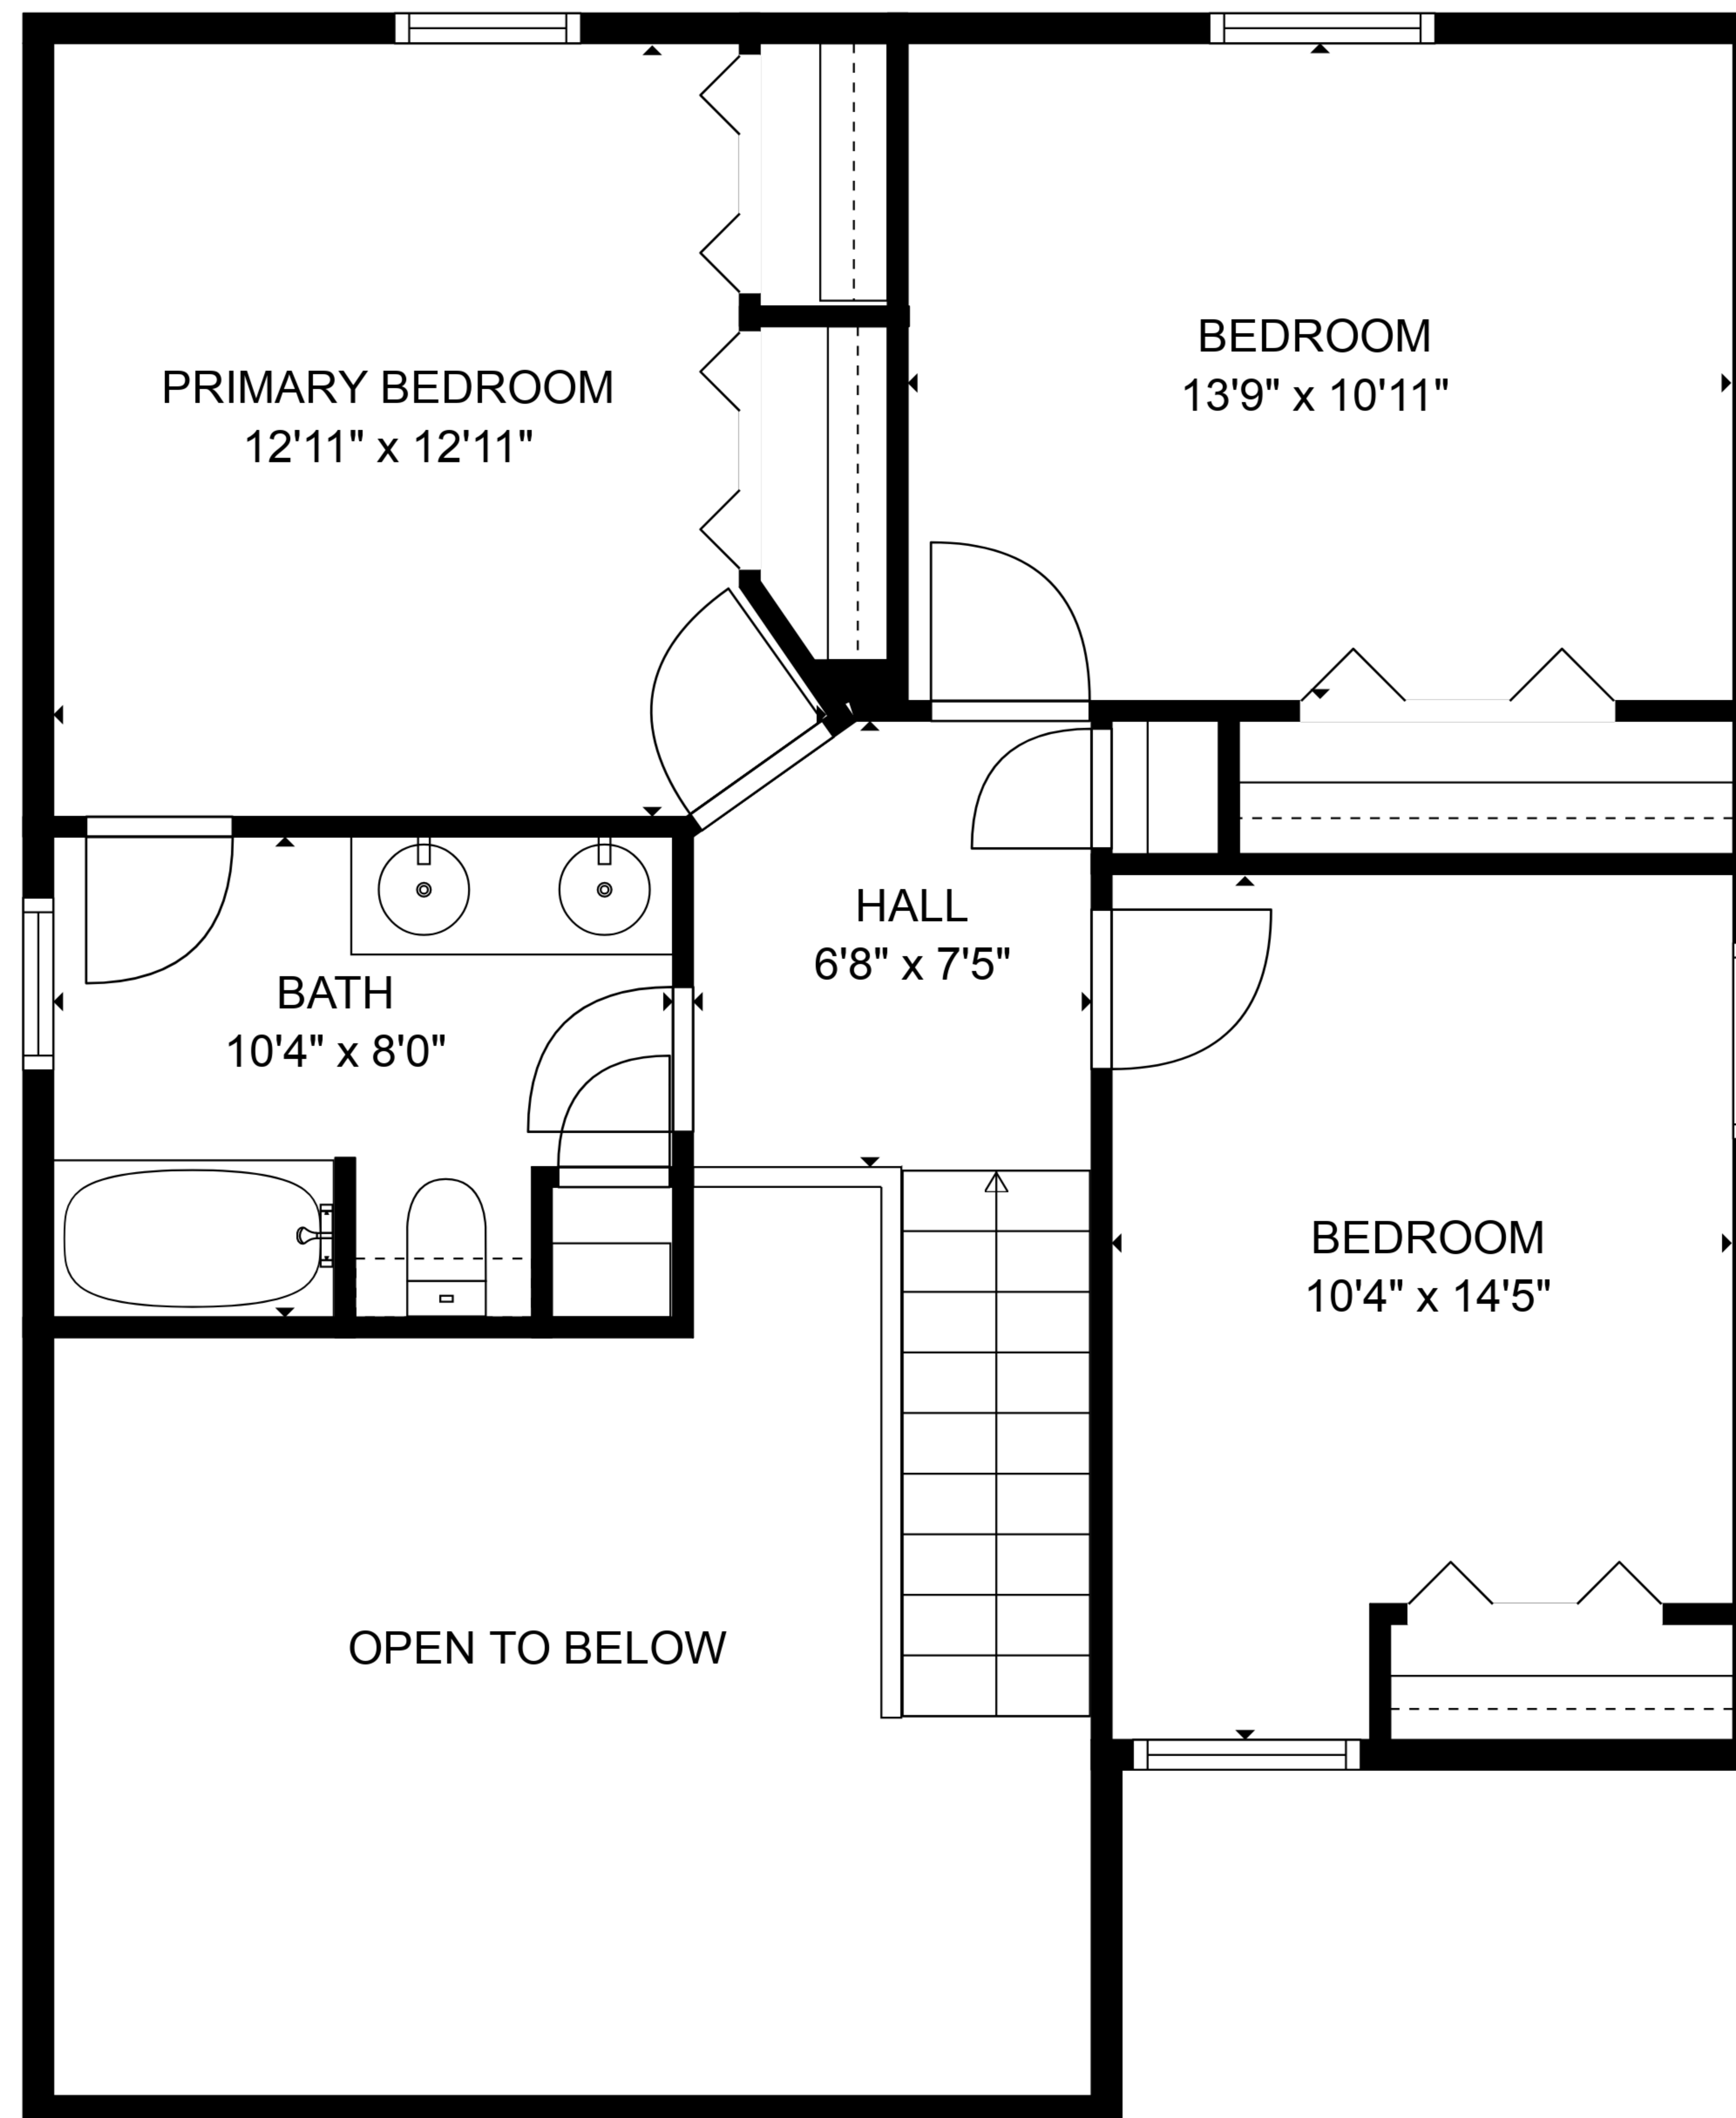 BEDROOM
13'9" x 10'11"
PRIMARY BEDROOM
12'11" x 12'11"
HALL
6'8" x 7'5"
BATH
10'4" x 8'0"
BEDROOM
10'4" x 14'5"
OPEN TO BELOW